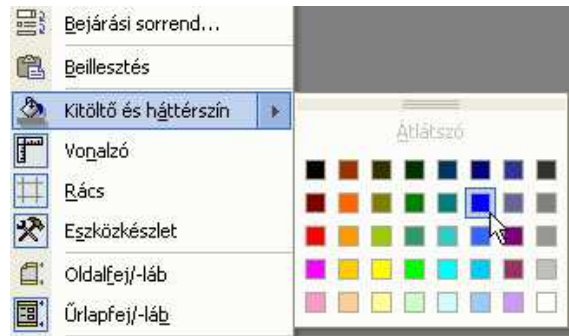 Bejárási sorrend...
Beillesztés
Kitöltő és háttérszín
Átlátszó
Vonalzó
Rács
Eszközkészlet
Oldalfej/-láb
Űrlapfej/-láb